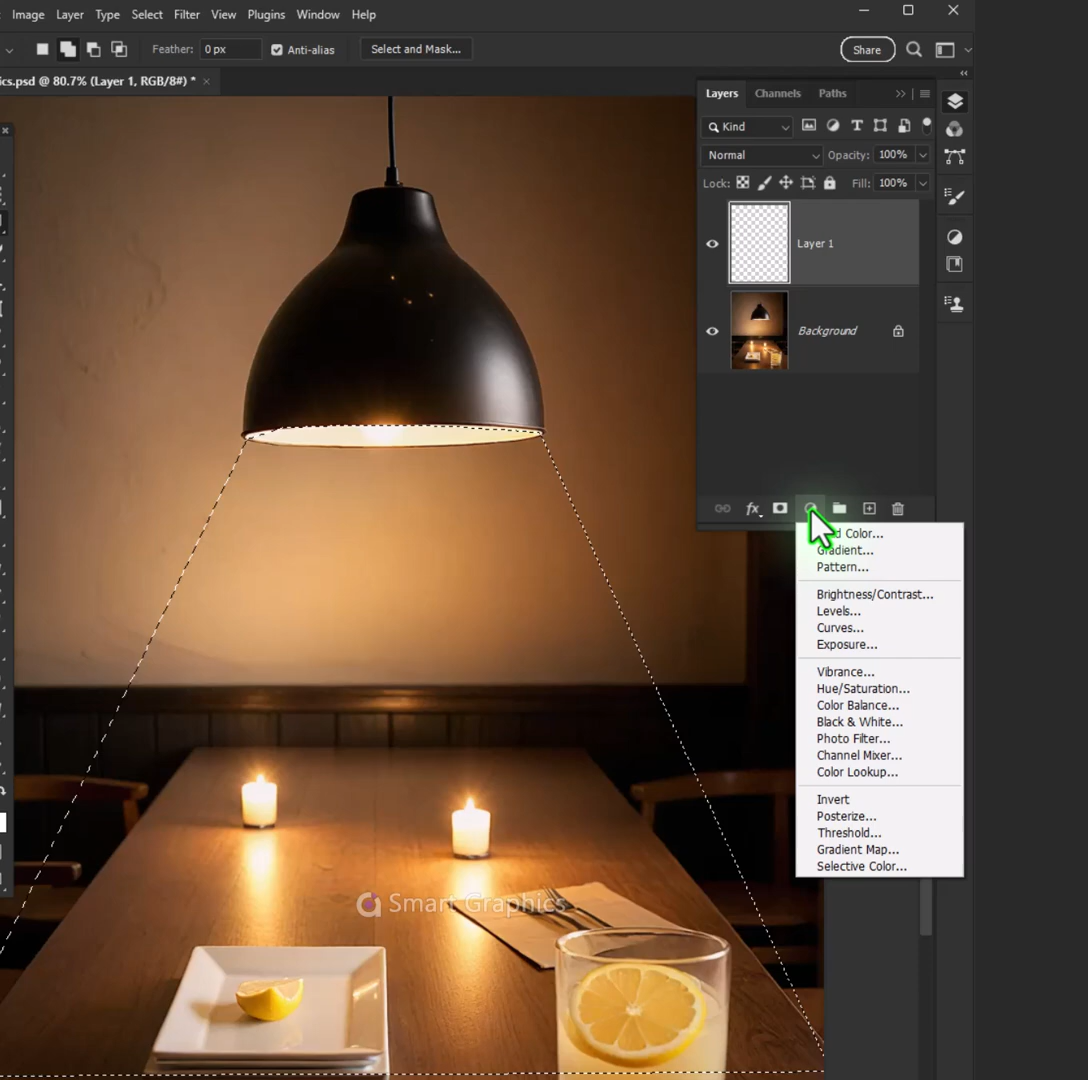 Image Layer Type Select Filter View Plugins Window Help
Feather: 0 px Anti-alias Select and Mask... Share
ics.psd @ 80.7% (Layer 1, RGB/8#) *
Layers Channels Paths
Kind
Normal Opacity: 100%
Lock: Fill: 100%
Layer 1
Background
fx
Color...
Gradient...
Pattern...
Brightness/Contrast...
Levels...
Curves...
Exposure...
Vibrance...
Hue/Saturation...
Color Balance...
Black & White...
Photo Filter...
Channel Mixer...
Color Lookup...
Invert
Posterize...
Threshold...
Gradient Map...
Selective Color...
Smart Graphics